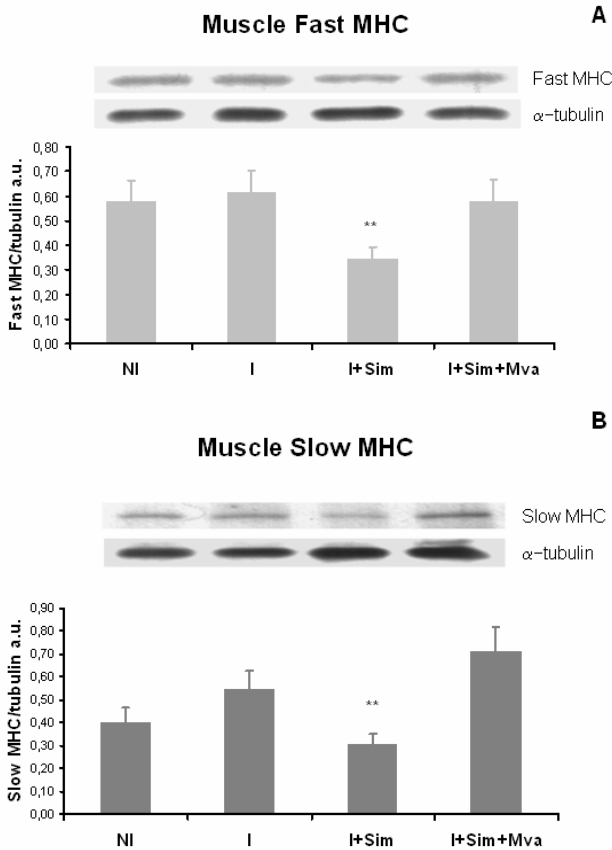 A
Muscle Fast MHC
Fast MHC
α-tubulin
Fast MHC/tubulin a.u.
0,80
0,70
0,60
0,50
0,40
0,30
0,20
0,10
0,00
**
NI I I+Sim I+Sim+Mva
B
Muscle Slow MHC
Slow MHC
α-tubulin
Slow MHC/tubulin a.u.
0,90
0,80
0,70
0,60
0,50
0,40
0,30
0,20
0,10
0,00
**
NI I I+Sim I+Sim+Mva